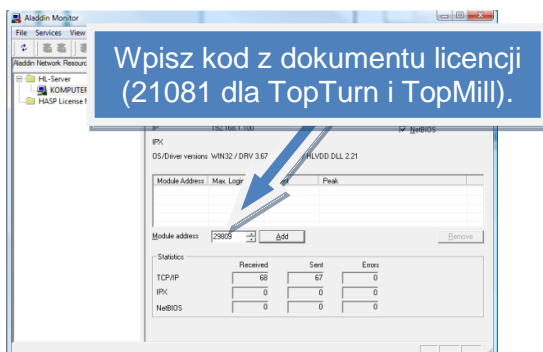 Aladdin Monitor
File Services View
Aladdin Network Resourc
HL-Server
KOMPUTER
HASP License
Wpisz kod z dokumentu licencji
(21081 dla TopTurn i TopMill).
IP 192.168.1.100 NetBIOS
IPX
OS/Driver versions WIN32 / DRV 3.67 HLVDD.DLL 2.21
Module Address Max. Login Peak
Module address 29809 Add Remove
Statistics
Received Sent Errors
TCP/IP 68 67 0
IPX 0 0 0
NetBIOS 0 0 0